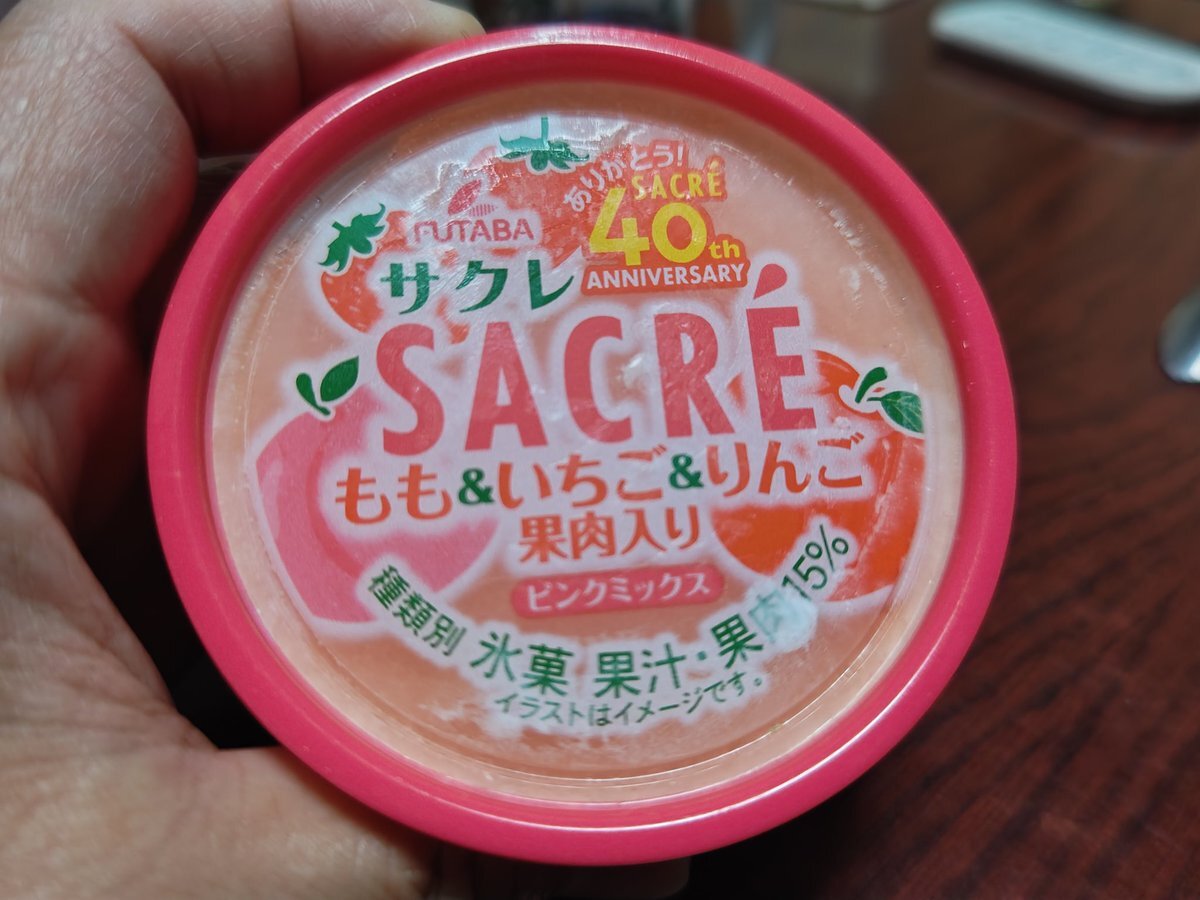 ありがとう!
SACRÉ
40th
ANNIVERSARY
FUTABA
サクレ
SACRÉ
もも&いちご&りんご
果肉入り
ピンクミックス
種類別 氷菓 果汁・果肉15%
イラストはイメージです。